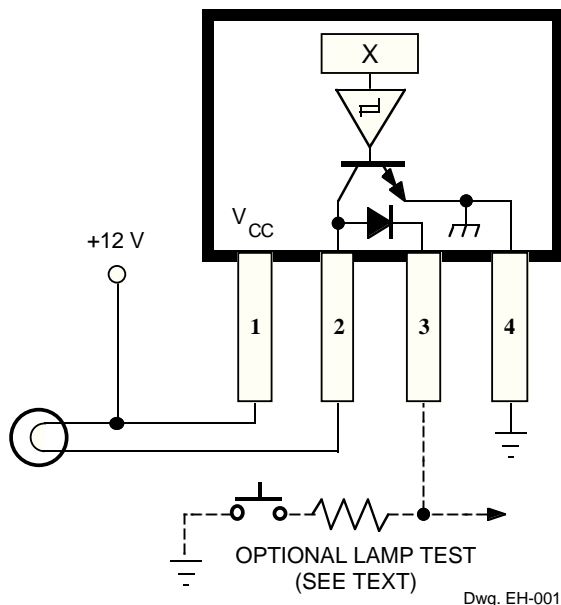 X
V CC
+12 V
1 2 3 4
OPTIONAL LAMP TEST
(SEE TEXT)
Dwg. EH-001